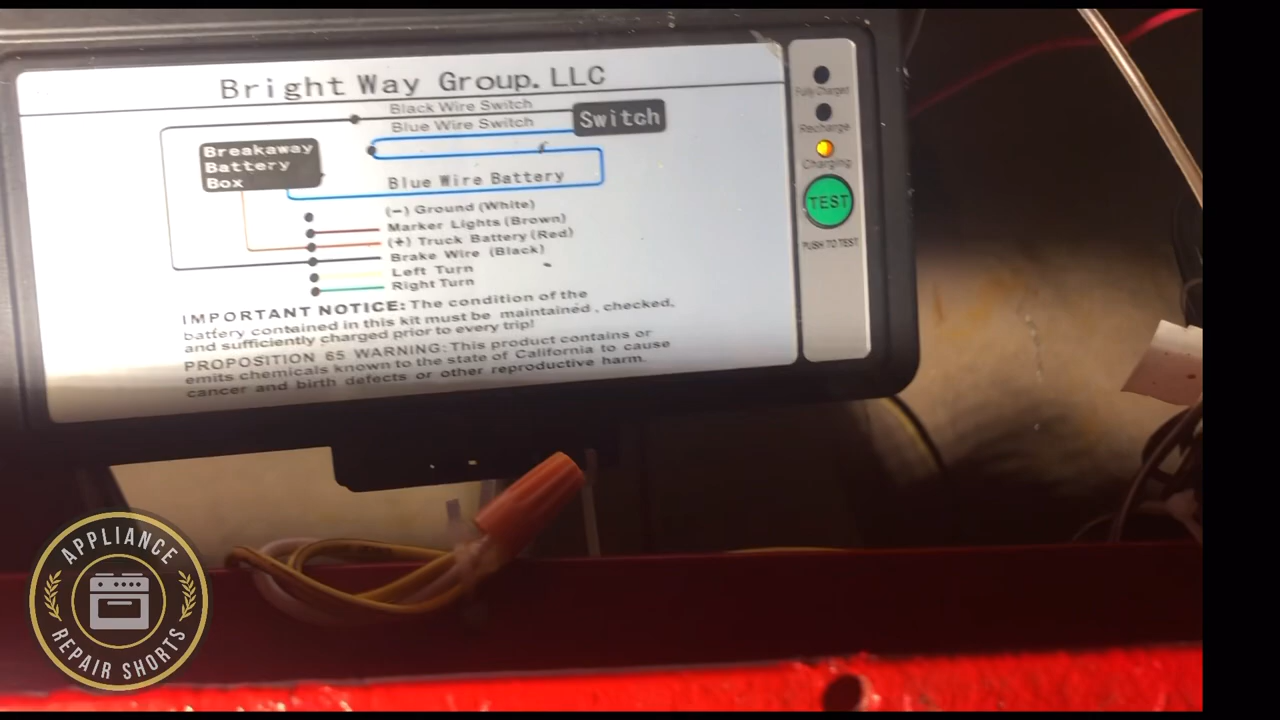 Bright Way Group. LLC
Black Wire Switch
Blue Wire Switch
Switch
Breakaway
Battery
Box
Blue Wire Battery
(-) Ground (White)
Marker Lights (Brown)
(+) Truck Battery (Red)
Brake Wire (Black)
Left Turn
Right Turn
IMPORTANT NOTICE: The condition of the
battery contained in this kit must be maintained, checked,
and sufficiently charged prior to every trip!
PROPOSITION 65 WARNING: This product contains or
emits chemicals known to the state of California to cause
cancer and birth defects or other reproductive harm.
Fully Charged
Recharge
Charging
TEST
PUSH TO TEST
APPLIANCE
REPAIR SHORTS